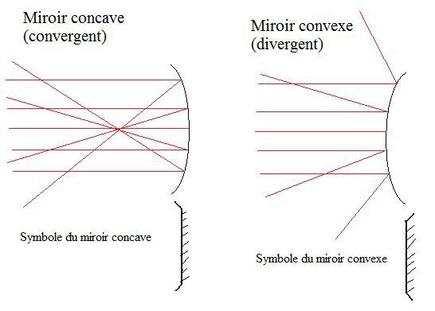 Miroir concave
(convergent)
Miroir convexe
(divergent)
Symbole du miroir concave
Symbole du miroir convexe